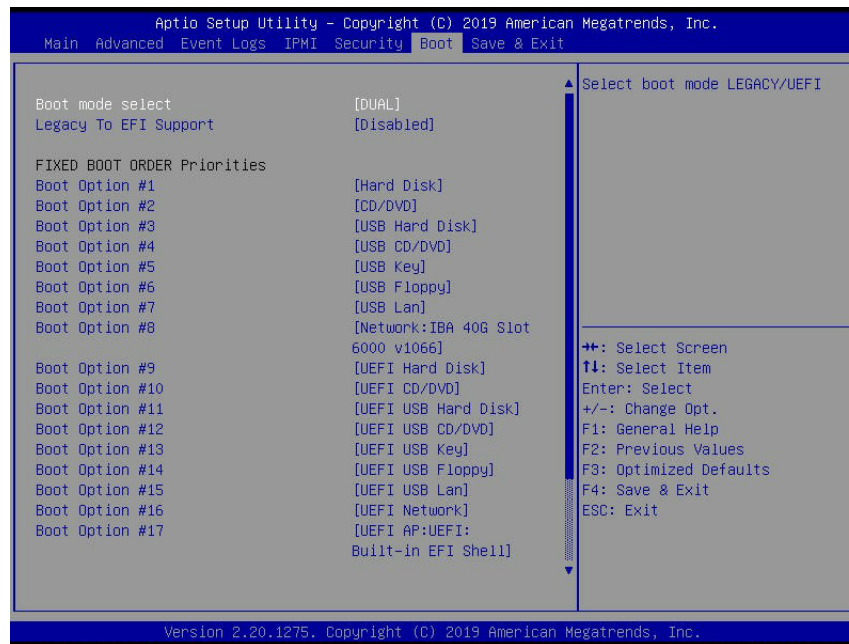 Aptio Setup Utility – Copyright (C) 2019 American Megatrends, Inc.
Main Advanced Event Logs IPMI Security Boot Save & Exit
Boot mode select [DUAL]
Legacy To EFI Support [Disabled]
FIXED BOOT ORDER Priorities
Boot Option #1 [Hard Disk]
Boot Option #2 [CD/DVD]
Boot Option #3 [USB Hard Disk]
Boot Option #4 [USB CD/DVD]
Boot Option #5 [USB Key]
Boot Option #6 [USB Floppy]
Boot Option #7 [USB Lan]
Boot Option #8 [Network:IBA 40G Slot
6000 v1066]
Boot Option #9 [UEFI Hard Disk]
Boot Option #10 [UEFI CD/DVD]
Boot Option #11 [UEFI USB Hard Disk]
Boot Option #12 [UEFI USB CD/DVD]
Boot Option #13 [UEFI USB Key]
Boot Option #14 [UEFI USB Floppy]
Boot Option #15 [UEFI USB Lan]
Boot Option #16 [UEFI Network]
Boot Option #17 [UEFI AP:UEFI:
Built-in EFI Shell]
Select boot mode LEGACY/UEFI
→←: Select Screen
↑↓: Select Item
Enter: Select
+/-: Change Opt.
F1: General Help
F2: Previous Values
F3: Optimized Defaults
F4: Save & Exit
ESC: Exit
Version 2.20.1275. Copyright (C) 2019 American Megatrends, Inc.